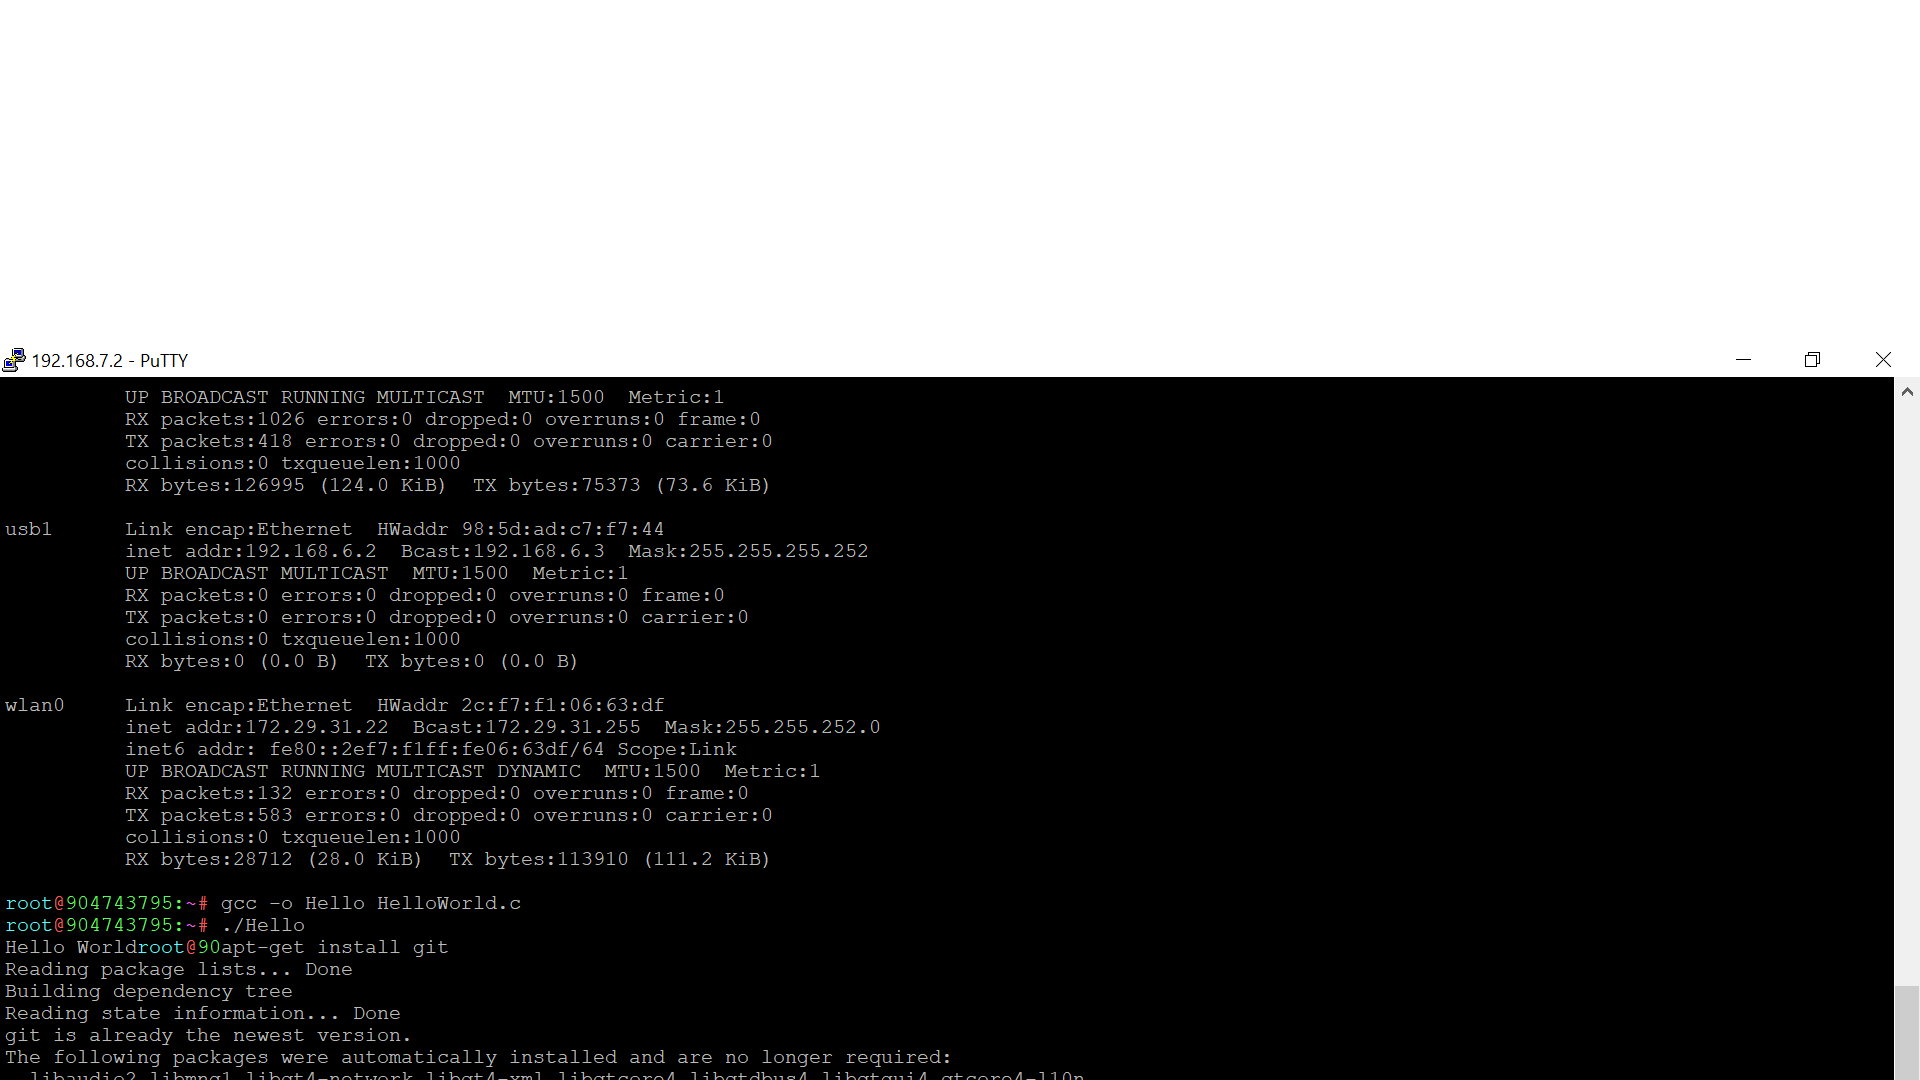 192.168.7.2 - PuTTY
UP BROADCAST RUNNING MULTICAST  MTU:1500  Metric:1
RX packets:1026 errors:0 dropped:0 overruns:0 frame:0
TX packets:418 errors:0 dropped:0 overruns:0 carrier:0
collisions:0 txqueuelen:1000
RX bytes:126995 (124.0 KiB)  TX bytes:75373 (73.6 KiB)
usb1      Link encap:Ethernet  HWaddr 98:5d:ad:c7:f7:44
inet addr:192.168.6.2  Bcast:192.168.6.3  Mask:255.255.255.252
UP BROADCAST MULTICAST  MTU:1500  Metric:1
RX packets:0 errors:0 dropped:0 overruns:0 frame:0
TX packets:0 errors:0 dropped:0 overruns:0 carrier:0
collisions:0 txqueuelen:1000
RX bytes:0 (0.0 B)  TX bytes:0 (0.0 B)
wlan0     Link encap:Ethernet  HWaddr 2c:f7:f1:06:63:df
inet addr:172.29.31.22  Bcast:172.29.31.255  Mask:255.255.252.0
inet6 addr: fe80::2ef7:f1ff:fe06:63df/64 Scope:Link
UP BROADCAST RUNNING MULTICAST DYNAMIC  MTU:1500  Metric:1
RX packets:132 errors:0 dropped:0 overruns:0 frame:0
TX packets:583 errors:0 dropped:0 overruns:0 carrier:0
collisions:0 txqueuelen:1000
RX bytes:28712 (28.0 KiB)  TX bytes:113910 (111.2 KiB)
root@904743795:~# gcc -o Hello HelloWorld.c
root@904743795:~# ./Hello
Hello Worldroot@90apt-get install git
Reading package lists... Done
Building dependency tree
Reading state information... Done
git is already the newest version.
The following packages were automatically installed and are no longer required:
libaudio2 libmng1 libqt4-network libqt4-xml libqtcore4 libqtdbus4 libqtgui4 qtcore4-l10n